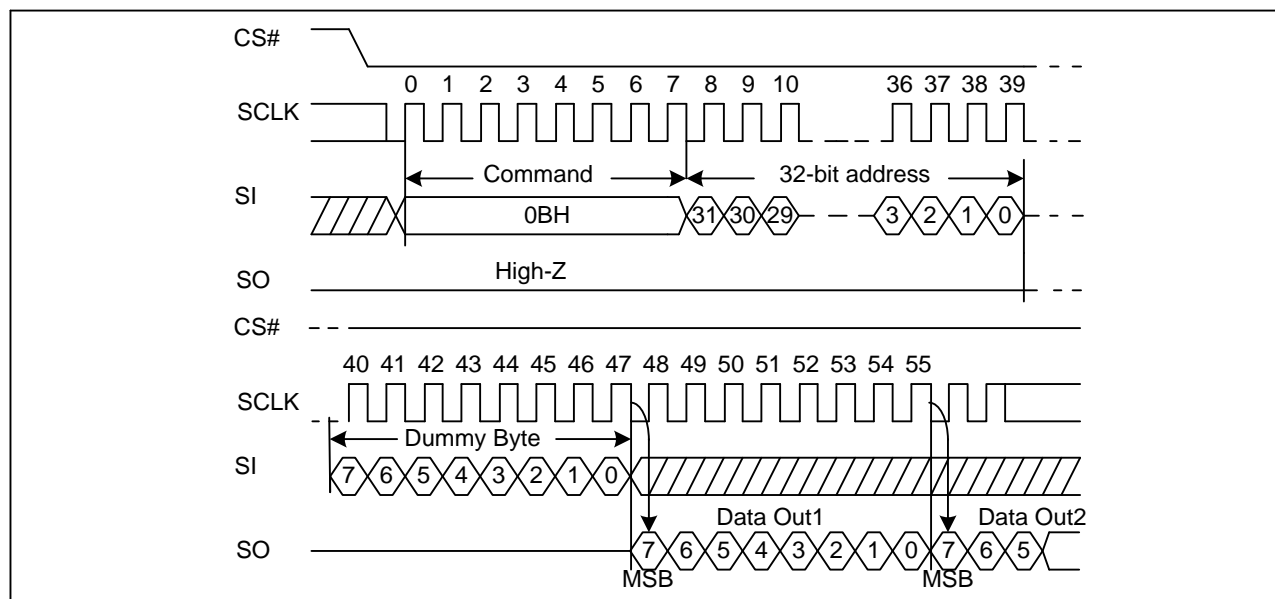 CS#
0 1 2 3 4 5 6 7 8 9 10 36 37 38 39
SCLK
Command 32-bit address
SI
0BH 31 30 29 3 2 1 0
High-Z
SO
CS#
40 41 42 43 44 45 46 47 48 49 50 51 52 53 54 55
SCLK
Dummy Byte
SI
7 6 5 4 3 2 1 0
Data Out1 Data Out2
SO
7 6 5 4 3 2 1 0 7 6 5
MSB MSB